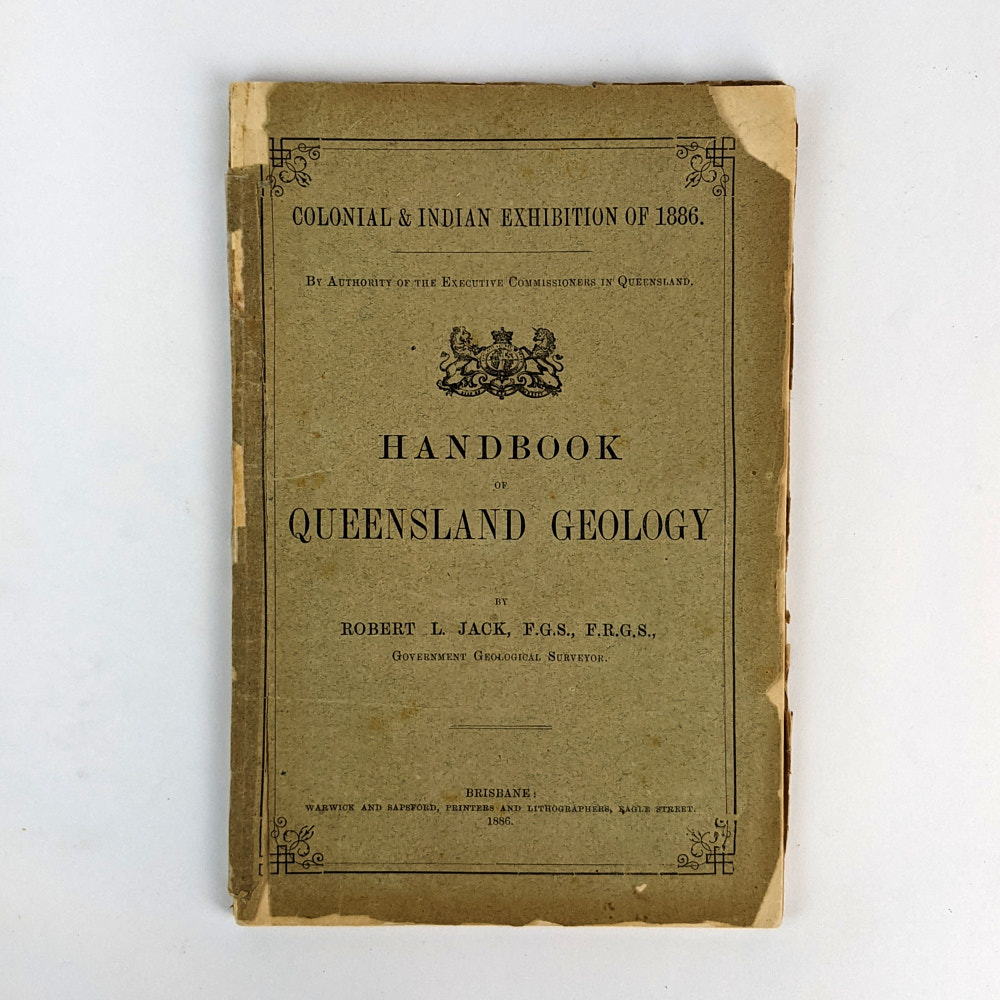 COLONIAL & INDIAN EXHIBITION OF 1886.
BY AUTHORITY OF THE EXECUTIVE COMMISSIONERS IN QUEENSLAND.
HANDBOOK
OF
QUEENSLAND GEOLOGY
BY
ROBERT L. JACK, F.G.S., F.R.G.S.,
GOVERNMENT GEOLOGICAL SURVEYOR.
BRISBANE:
WARWICK AND SAPSFORD, PRINTERS AND LITHOGRAPHERS, EAGLE STREET.
1886.